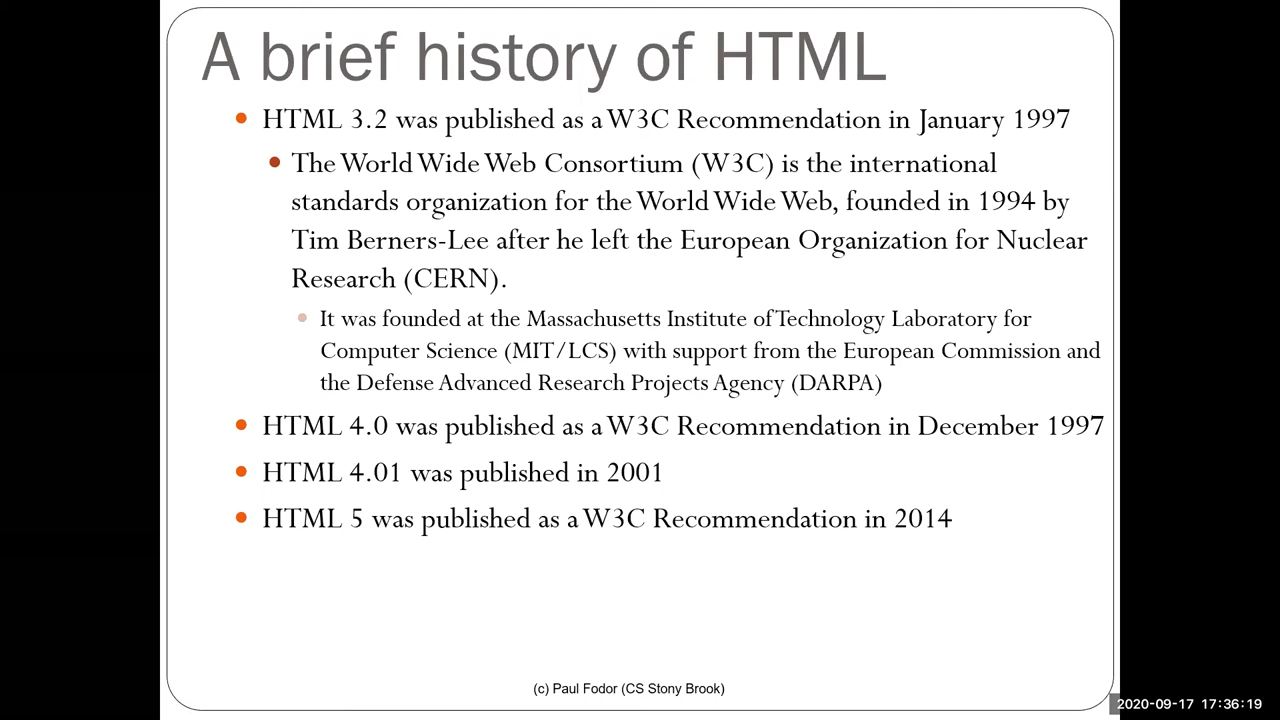 A brief history of HTML
HTML 3.2 was published as a W3C Recommendation in January 1997
The World Wide Web Consortium (W3C) is the international
standards organization for the World Wide Web, founded in 1994 by
Tim Berners-Lee after he left the European Organization for Nuclear
Research (CERN).
It was founded at the Massachusetts Institute of Technology Laboratory for
Computer Science (MIT/LCS) with support from the European Commission and
the Defense Advanced Research Projects Agency (DARPA)
HTML 4.0 was published as a W3C Recommendation in December 1997
HTML 4.01 was published in 2001
HTML 5 was published as a W3C Recommendation in 2014
(c) Paul Fodor (CS Stony Brook)
2020-09-17 17:36:19